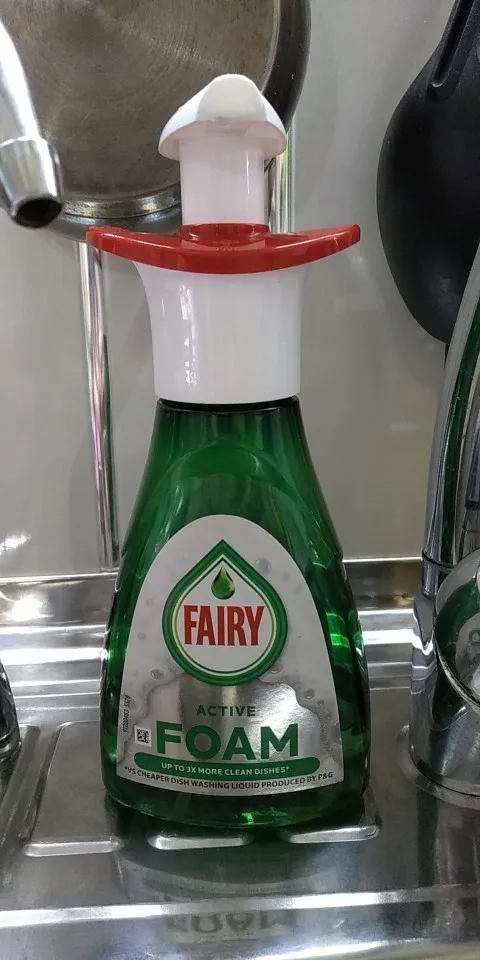 FAIRY
ACTIVE
FOAM
UP TO 3X MORE CLEAN DISHES*
*VS CHEAPER DISH WASHING LIQUID PRODUCED BY P&G